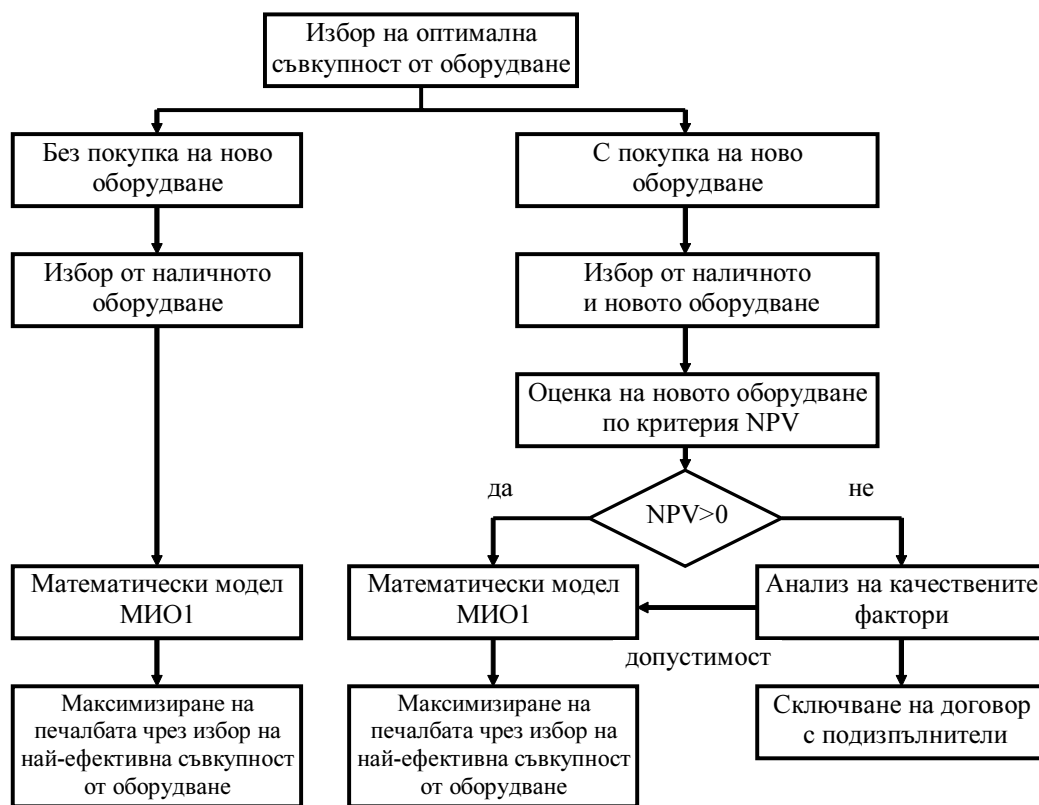 Избор на оптимална
съвкупност от оборудване
Без покупка на ново
оборудване
С покупка на ново
оборудване
Избор от наличното
оборудване
Избор от наличното
и новото оборудване
Оценка на новото оборудване
по критерия NPV
да
не
NPV>0
Математически модел
МИО1
Математически модел
МИО1
Анализ на качествените
фактори
допустимост
Максимизиране на
печалбата чрез избор на
най-ефективна съвкупност
от оборудване
Максимизиране на
печалбата чрез избор на
най-ефективна съвкупност
от оборудване
Сключване на договор
с подизпълнители